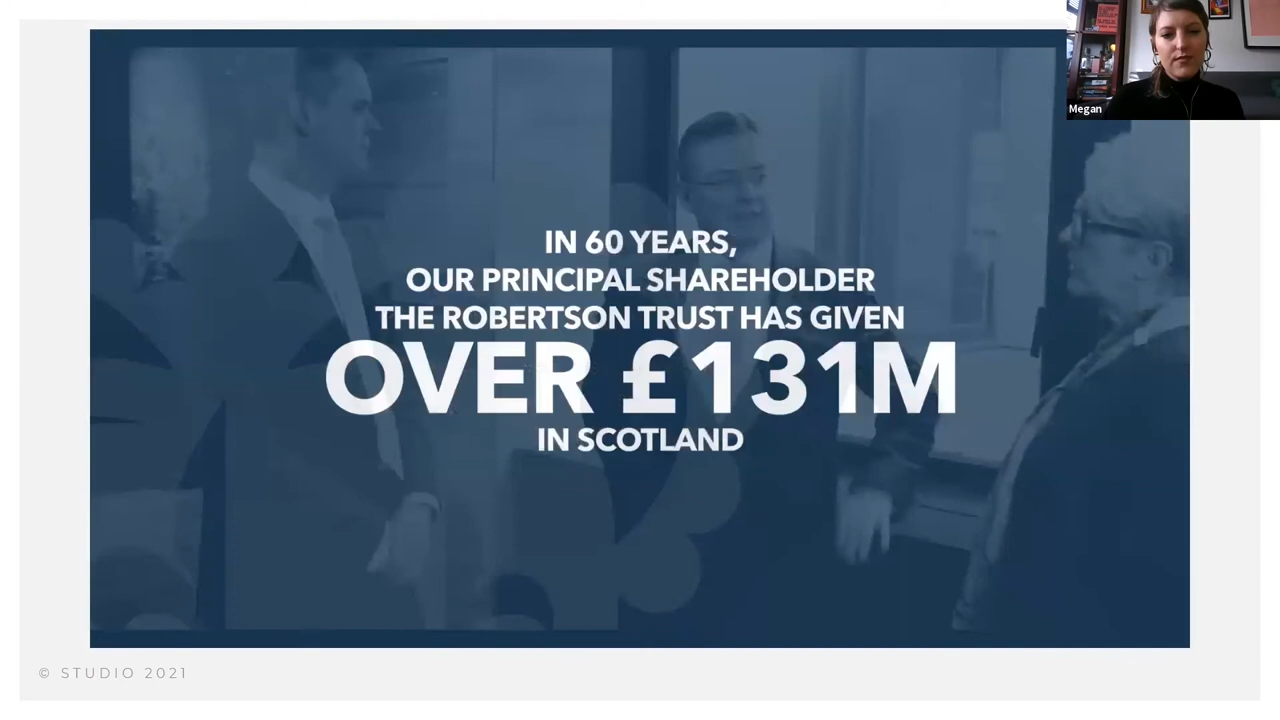 Megan
IN 60 YEARS,
OUR PRINCIPAL SHAREHOLDER
THE ROBERTSON TRUST HAS GIVEN
OVER £131M
IN SCOTLAND
© STUDIO 2021